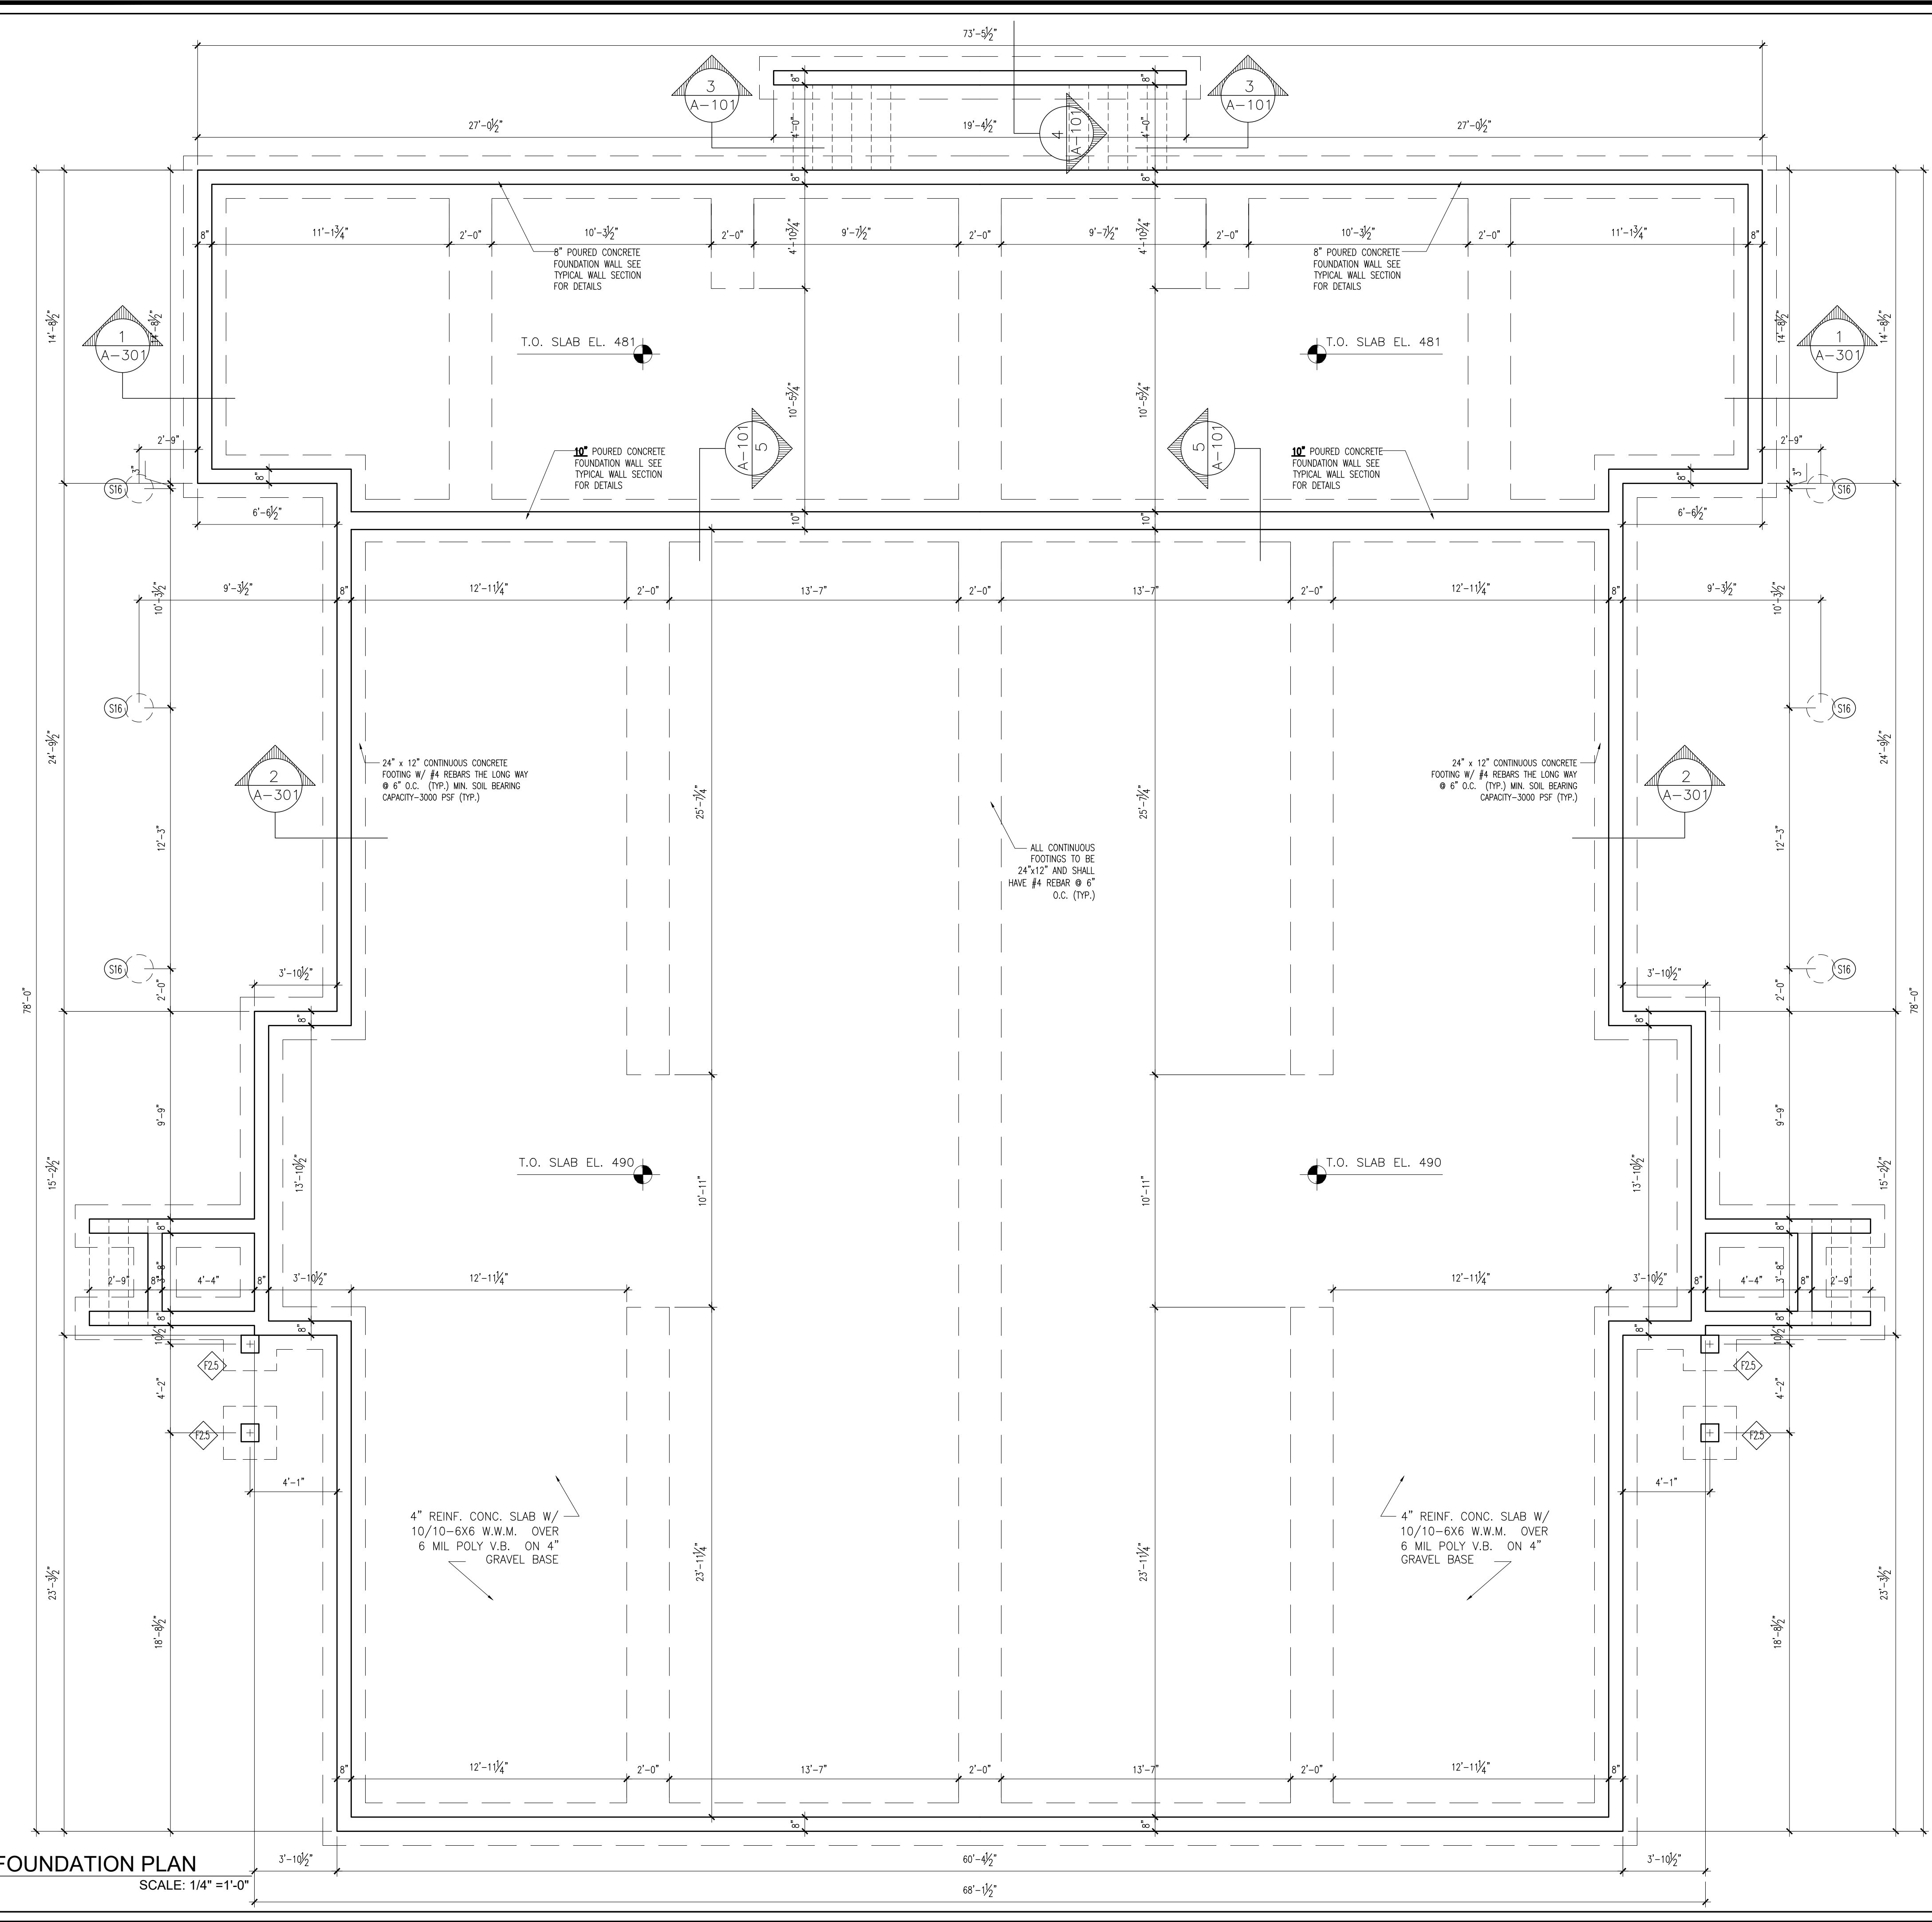 73'-5½"
3
A-101
3
A-101
8"
8"
27'-0½"
4'-0"
19'-4½"
4
A-101
4'-0"
27'-0½"
8"
8"
8"
11'-1¾"
2'-0"
10'-3½"
2'-0"
4'-10¾"
9'-7½"
2'-0"
9'-7½"
4'-10¾"
2'-0"
10'-3½"
2'-0"
11'-1¾"
8"
8" POURED CONCRETE
FOUNDATION WALL SEE
TYPICAL WALL SECTION
FOR DETAILS
8" POURED CONCRETE
FOUNDATION WALL SEE
TYPICAL WALL SECTION
FOR DETAILS
14'-8½"
14'-8½"
1
A-301
T.O. SLAB EL. 481
T.O. SLAB EL. 481
14'-8½"
14'-8½"
1
A-301
10'-5¾"
10'-5¾"
2'-9"
3"
S16
8"
6'-6½"
10" POURED CONCRETE
FOUNDATION WALL SEE
TYPICAL WALL SECTION
FOR DETAILS
A-101
5
5
A-101
10" POURED CONCRETE
FOUNDATION WALL SEE
TYPICAL WALL SECTION
FOR DETAILS
2'-9"
3"
S16
8"
6'-6½"
10"
10"
10'-3½"
9'-3½"
8"
12'-11¼"
2'-0"
13'-7"
2'-0"
13'-7"
2'-0"
12'-11¼"
8"
9'-3½"
10'-3½"
S16
S16
24'-9½"
24'-9½"
2
A-301
24" x 12" CONTINUOUS CONCRETE
FOOTING W/ #4 REBARS THE LONG WAY
@ 6" O.C. (TYP.) MIN. SOIL BEARING
CAPACITY-3000 PSF (TYP.)
24" x 12" CONTINUOUS CONCRETE
FOOTING W/ #4 REBARS THE LONG WAY
@ 6" O.C. (TYP.) MIN. SOIL BEARING
CAPACITY-3000 PSF (TYP.)
2
A-301
25'-7¼"
25'-7¼"
12'-3"
12'-3"
ALL CONTINUOUS
FOOTINGS TO BE
24"x12" AND SHALL
HAVE #4 REBAR @ 6"
O.C. (TYP.)
S16
S16
78'-0"
2'-0"
3'-10½"
8"
3'-10½"
8"
2'-0"
78'-0"
9'-9"
9'-9"
15'-2½"
13'-10½"
T.O. SLAB EL. 490
T.O. SLAB EL. 490
10'-11"
10'-11"
13'-10½"
15'-2½"
8"
2'-9"
8"
3'-8"
4'-4"
8"
3'-10½"
12'-11¼"
12'-11¼"
3'-10½"
8"
4'-4"
3'-8"
8"
2'-9"
8"
8"
10½"
8"
8"
8"
10½"
F2.5
F2.5
4'-2"
4'-2"
F2.5
F2.5
4'-1"
4'-1"
4" REINF. CONC. SLAB W/
10/10-6X6 W.W.M. OVER
6 MIL POLY V.B. ON 4"
GRAVEL BASE
4" REINF. CONC. SLAB W/
10/10-6X6 W.W.M. OVER
6 MIL POLY V.B. ON 4"
GRAVEL BASE
23'-3½"
18'-8½"
23'-11¼"
23'-11¼"
18'-8½"
23'-3½"
8"
12'-11¼"
2'-0"
13'-7"
2'-0"
13'-7"
2'-0"
12'-11¼"
8"
8"
8"
FOUNDATION PLAN
SCALE: 1/4" =1'-0"
3'-10½"
60'-4½"
3'-10½"
68'-1½"